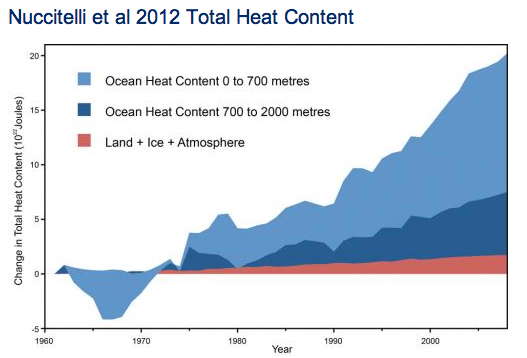 Nuccitelli et al 2012 Total Heat Content
20
15
10
5
0
-5
Change in Total Heat Content (10²²Joules)
Ocean Heat Content 0 to 700 metres
Ocean Heat Content 700 to 2000 metres
Land + Ice + Atmosphere
1960
1970
1980
1990
2000
Year